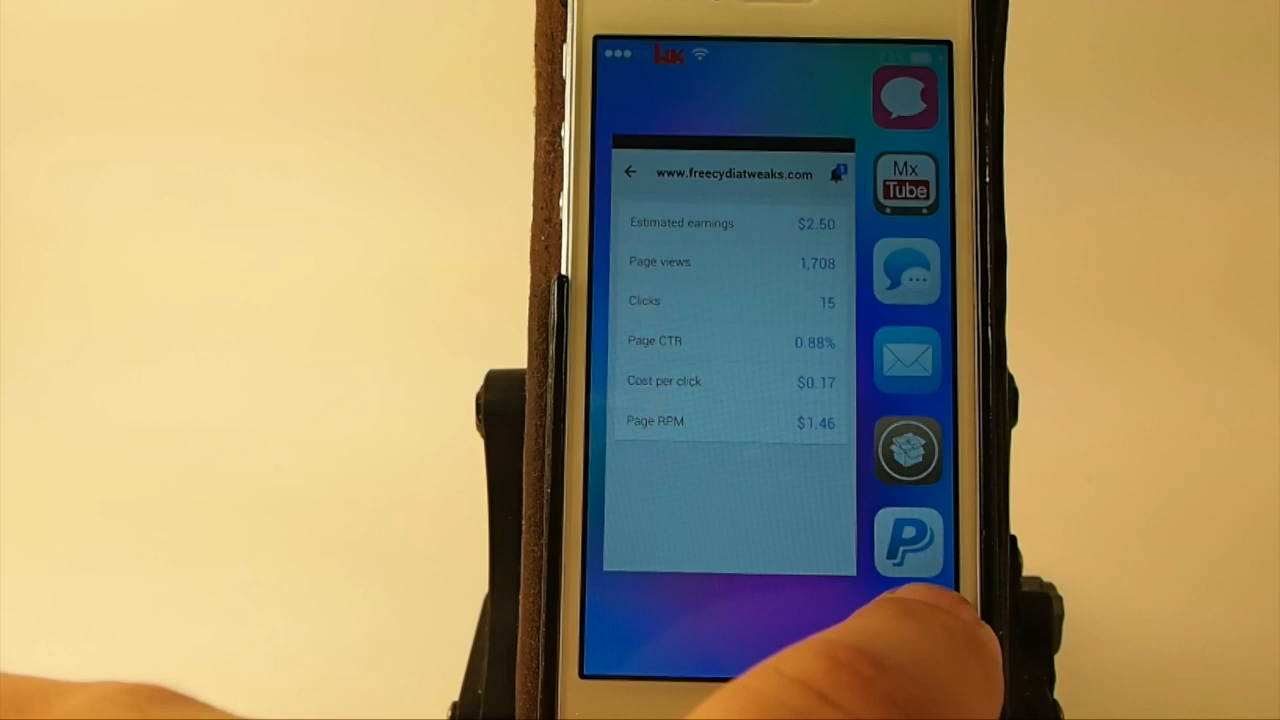 www.freecydiatweaks.com
1
Estimated earnings $2.50
Page views 1,708
Clicks 15
Page CTR 0.88%
Cost per click $0.17
Page RPM $1.46
Mx
Tube
P